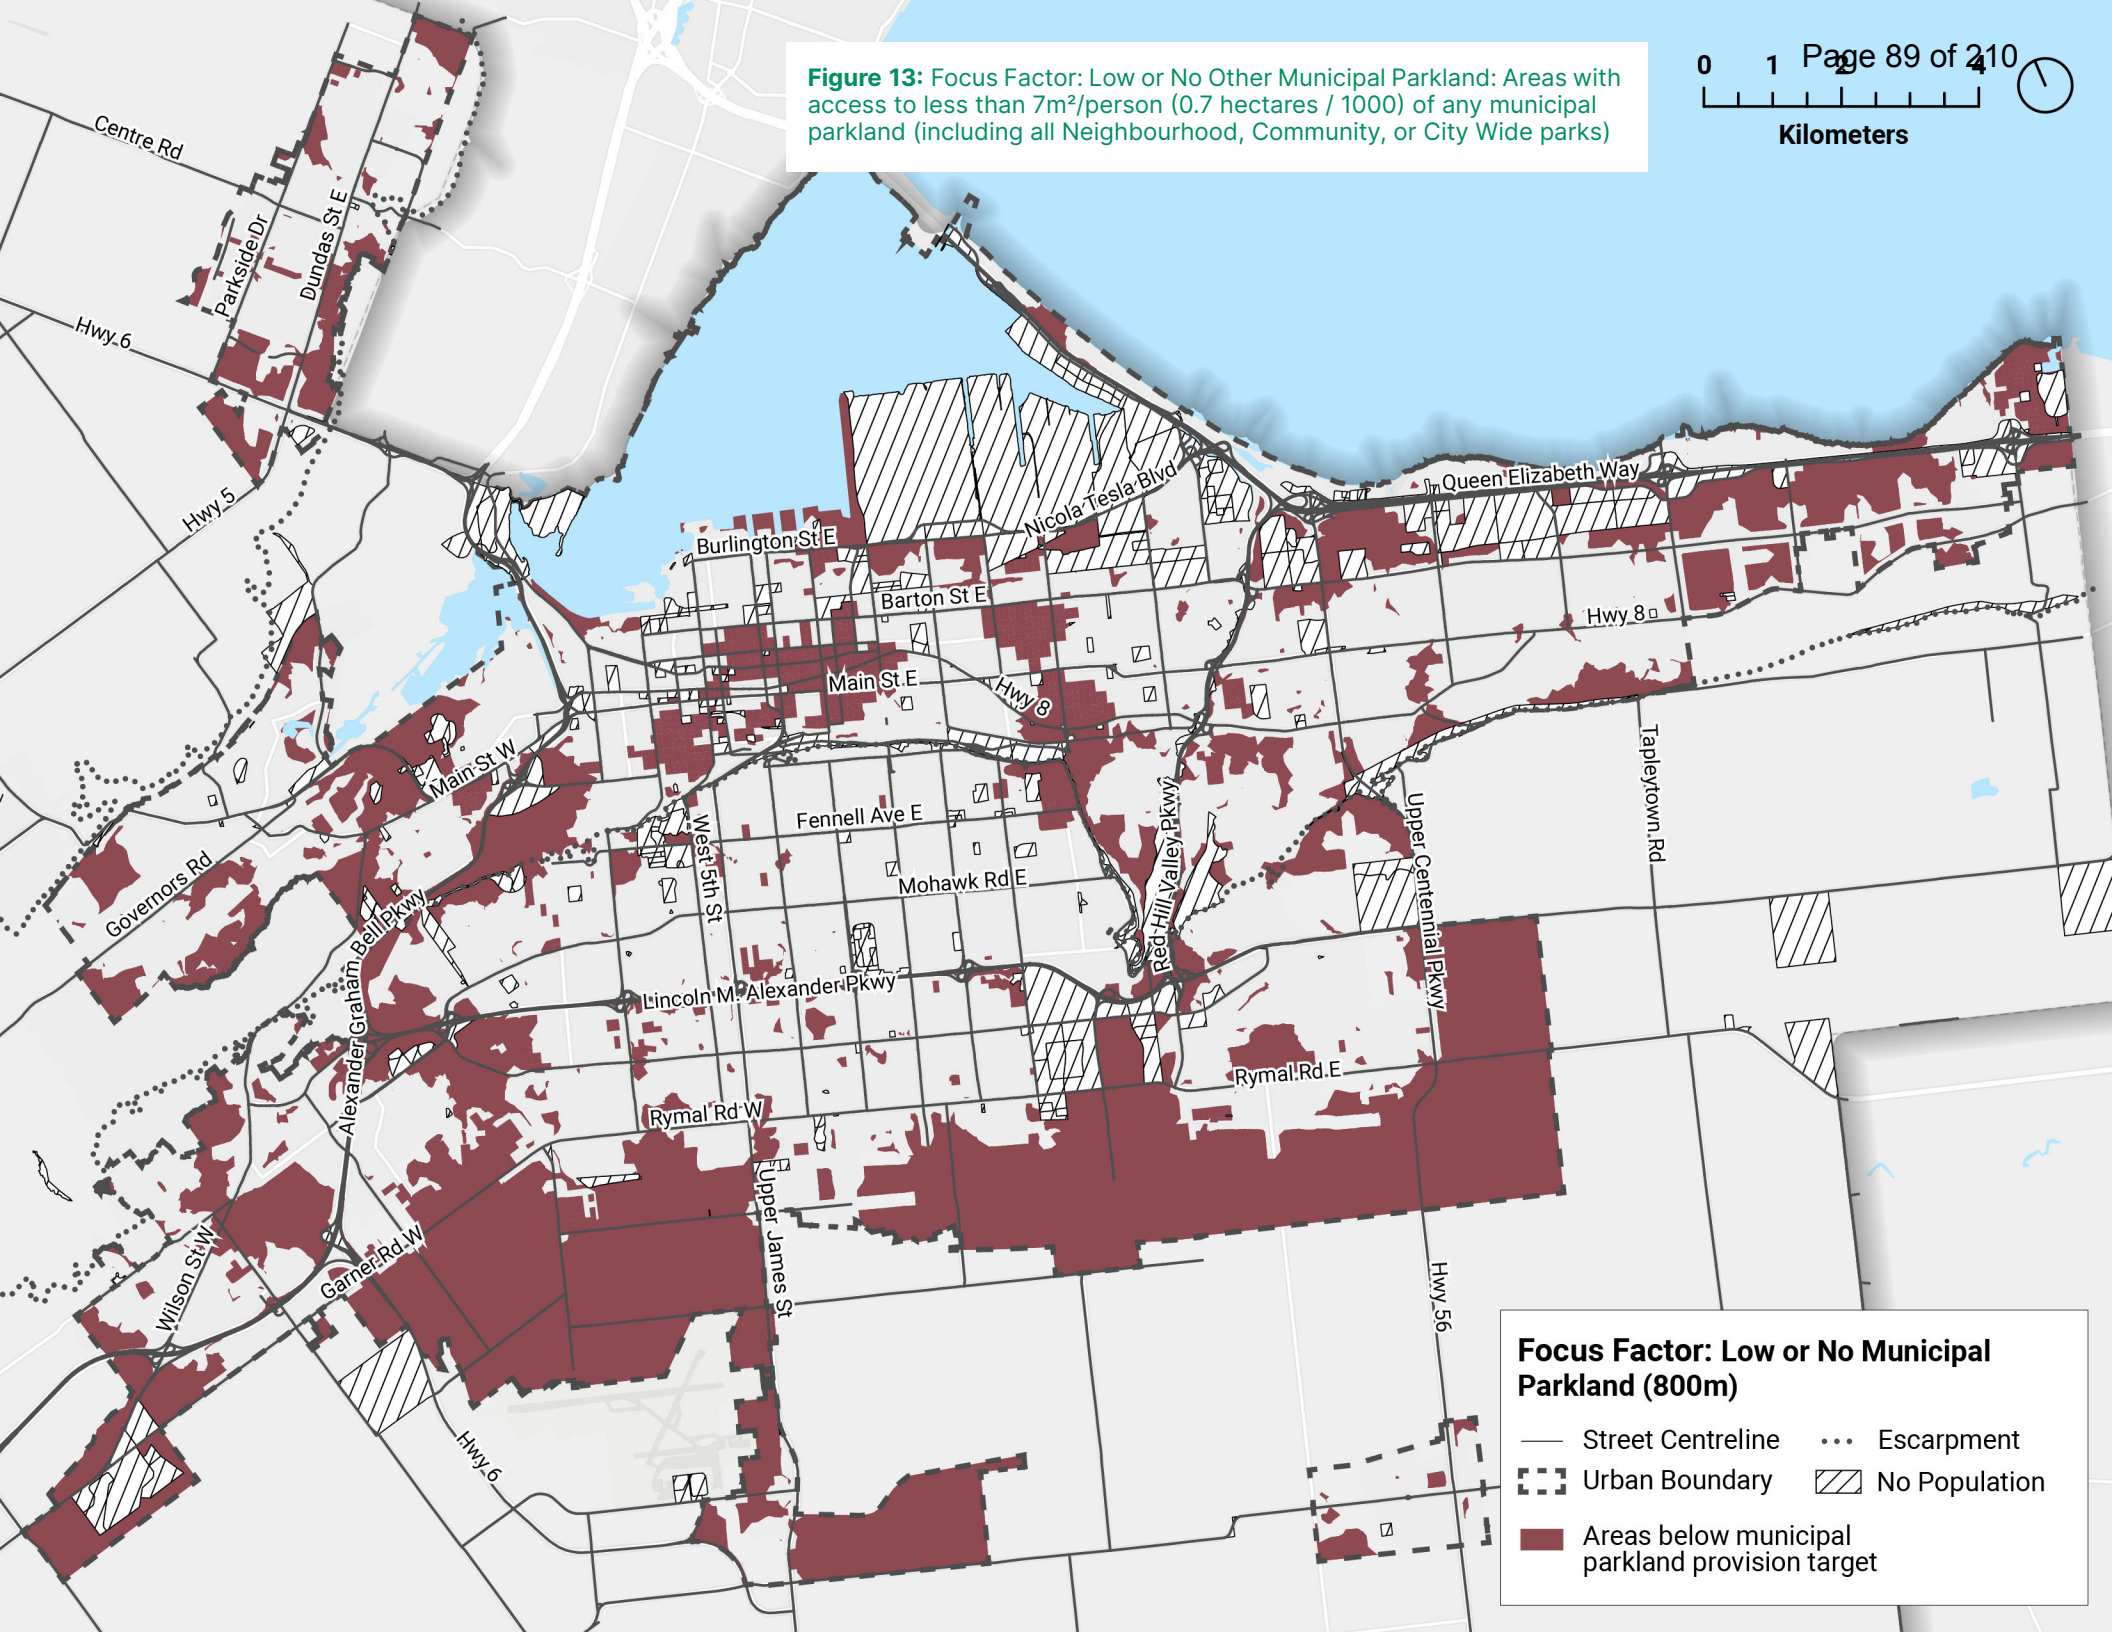 Page 89 of 210
Figure 13: Focus Factor: Low or No Other Municipal Parkland: Areas with
access to less than 7m²/person (0.7 hectares / 1000) of any municipal
parkland (including all Neighbourhood, Community, or City Wide parks)
0 1 2 4
Kilometers
Centre Rd
Parkside Dr
Dundas St E
Hwy 6
Hwy 5
Queen Elizabeth Way
Nicola Tesla Blvd
Burlington St E
Barton St E
Hwy 8
Main St E
Hwy 8
Main St W
Tapleytown Rd
Fennell Ave E
West 5th St
Red Hill Valley Pkwy
Upper Centennial Pkwy
Governors Rd
Mohawk Rd E
Alexander Graham Bell Pkwy
Lincoln M. Alexander Pkwy
Rymal Rd E
Rymal Rd W
Upper James St
Wilson St W
Garner Rd W
Hwy 56
Hwy 6
Focus Factor: Low or No Municipal
Parkland (800m)
Street Centreline
Escarpment
Urban Boundary
No Population
Areas below municipal
parkland provision target